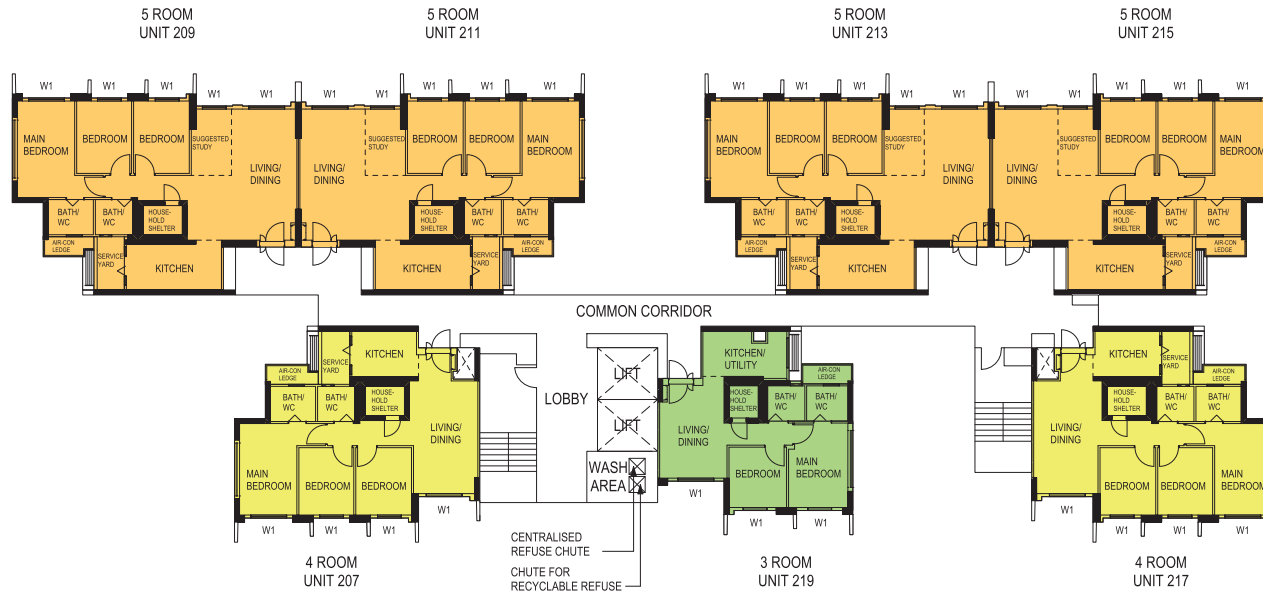 5 ROOM
UNIT 209
5 ROOM
UNIT 211
5 ROOM
UNIT 213
5 ROOM
UNIT 215
W1 W1 W1 W1 W1 W1 W1 W1 W1 W1
W1 W1 W1 W1 W1 W1 W1 W1 W1 W1
MAIN
BEDROOM
BEDROOM
BEDROOM
SUGGESTED
STUDY
LIVING/
DINING
BATH/
WC
BATH/
WC
HOUSE-
HOLD
SHELTER
AIR-CON
LEDGE
SERVICE
YARD
KITCHEN
LIVING/
DINING
SUGGESTED
STUDY
BEDROOM
BEDROOM
MAIN
BEDROOM
HOUSE-
HOLD
SHELTER
BATH/
WC
BATH/
WC
AIR-CON
LEDGE
KITCHEN
SERVICE
YARD
MAIN
BEDROOM
BEDROOM
BEDROOM
SUGGESTED
STUDY
LIVING/
DINING
BATH/
WC
BATH/
WC
HOUSE-
HOLD
SHELTER
AIR-CON
LEDGE
SERVICE
YARD
KITCHEN
LIVING/
DINING
SUGGESTED
STUDY
BEDROOM
BEDROOM
MAIN
BEDROOM
HOUSE-
HOLD
SHELTER
BATH/
WC
BATH/
WC
AIR-CON
LEDGE
KITCHEN
SERVICE
YARD
COMMON CORRIDOR
SERVICE
YARD
KITCHEN
AIR-CON
LEDGE
BATH/
WC
BATH/
WC
HOUSE-
HOLD
SHELTER
LIVING/
DINING
MAIN
BEDROOM
BEDROOM
BEDROOM
W1 W1 W1 W1
4 ROOM
UNIT 207
LOBBY
LIFT
LIFT
WASH
AREA
CENTRALISED
REFUSE CHUTE
CHUTE FOR
RECYCLABLE REFUSE
KITCHEN/
UTILITY
AIR-CON
LEDGE
HOUSE-
HOLD
SHELTER
BATH/
WC
BATH/
WC
LIVING/
DINING
BEDROOM
MAIN
BEDROOM
W1
W1 W1
3 ROOM
UNIT 219
KITCHEN
SERVICE
YARD
AIR-CON
LEDGE
HOUSE-
HOLD
SHELTER
BATH/
WC
BATH/
WC
LIVING/
DINING
BEDROOM
BEDROOM
MAIN
BEDROOM
W1 W1 W1 W1
4 ROOM
UNIT 217